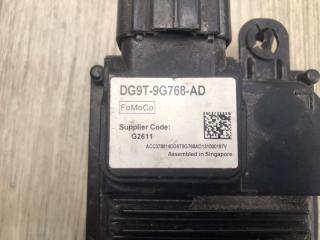 DG9T-9G768-AD
FoMoCo
Supplier Code:
G2611
Assembled in Singapore